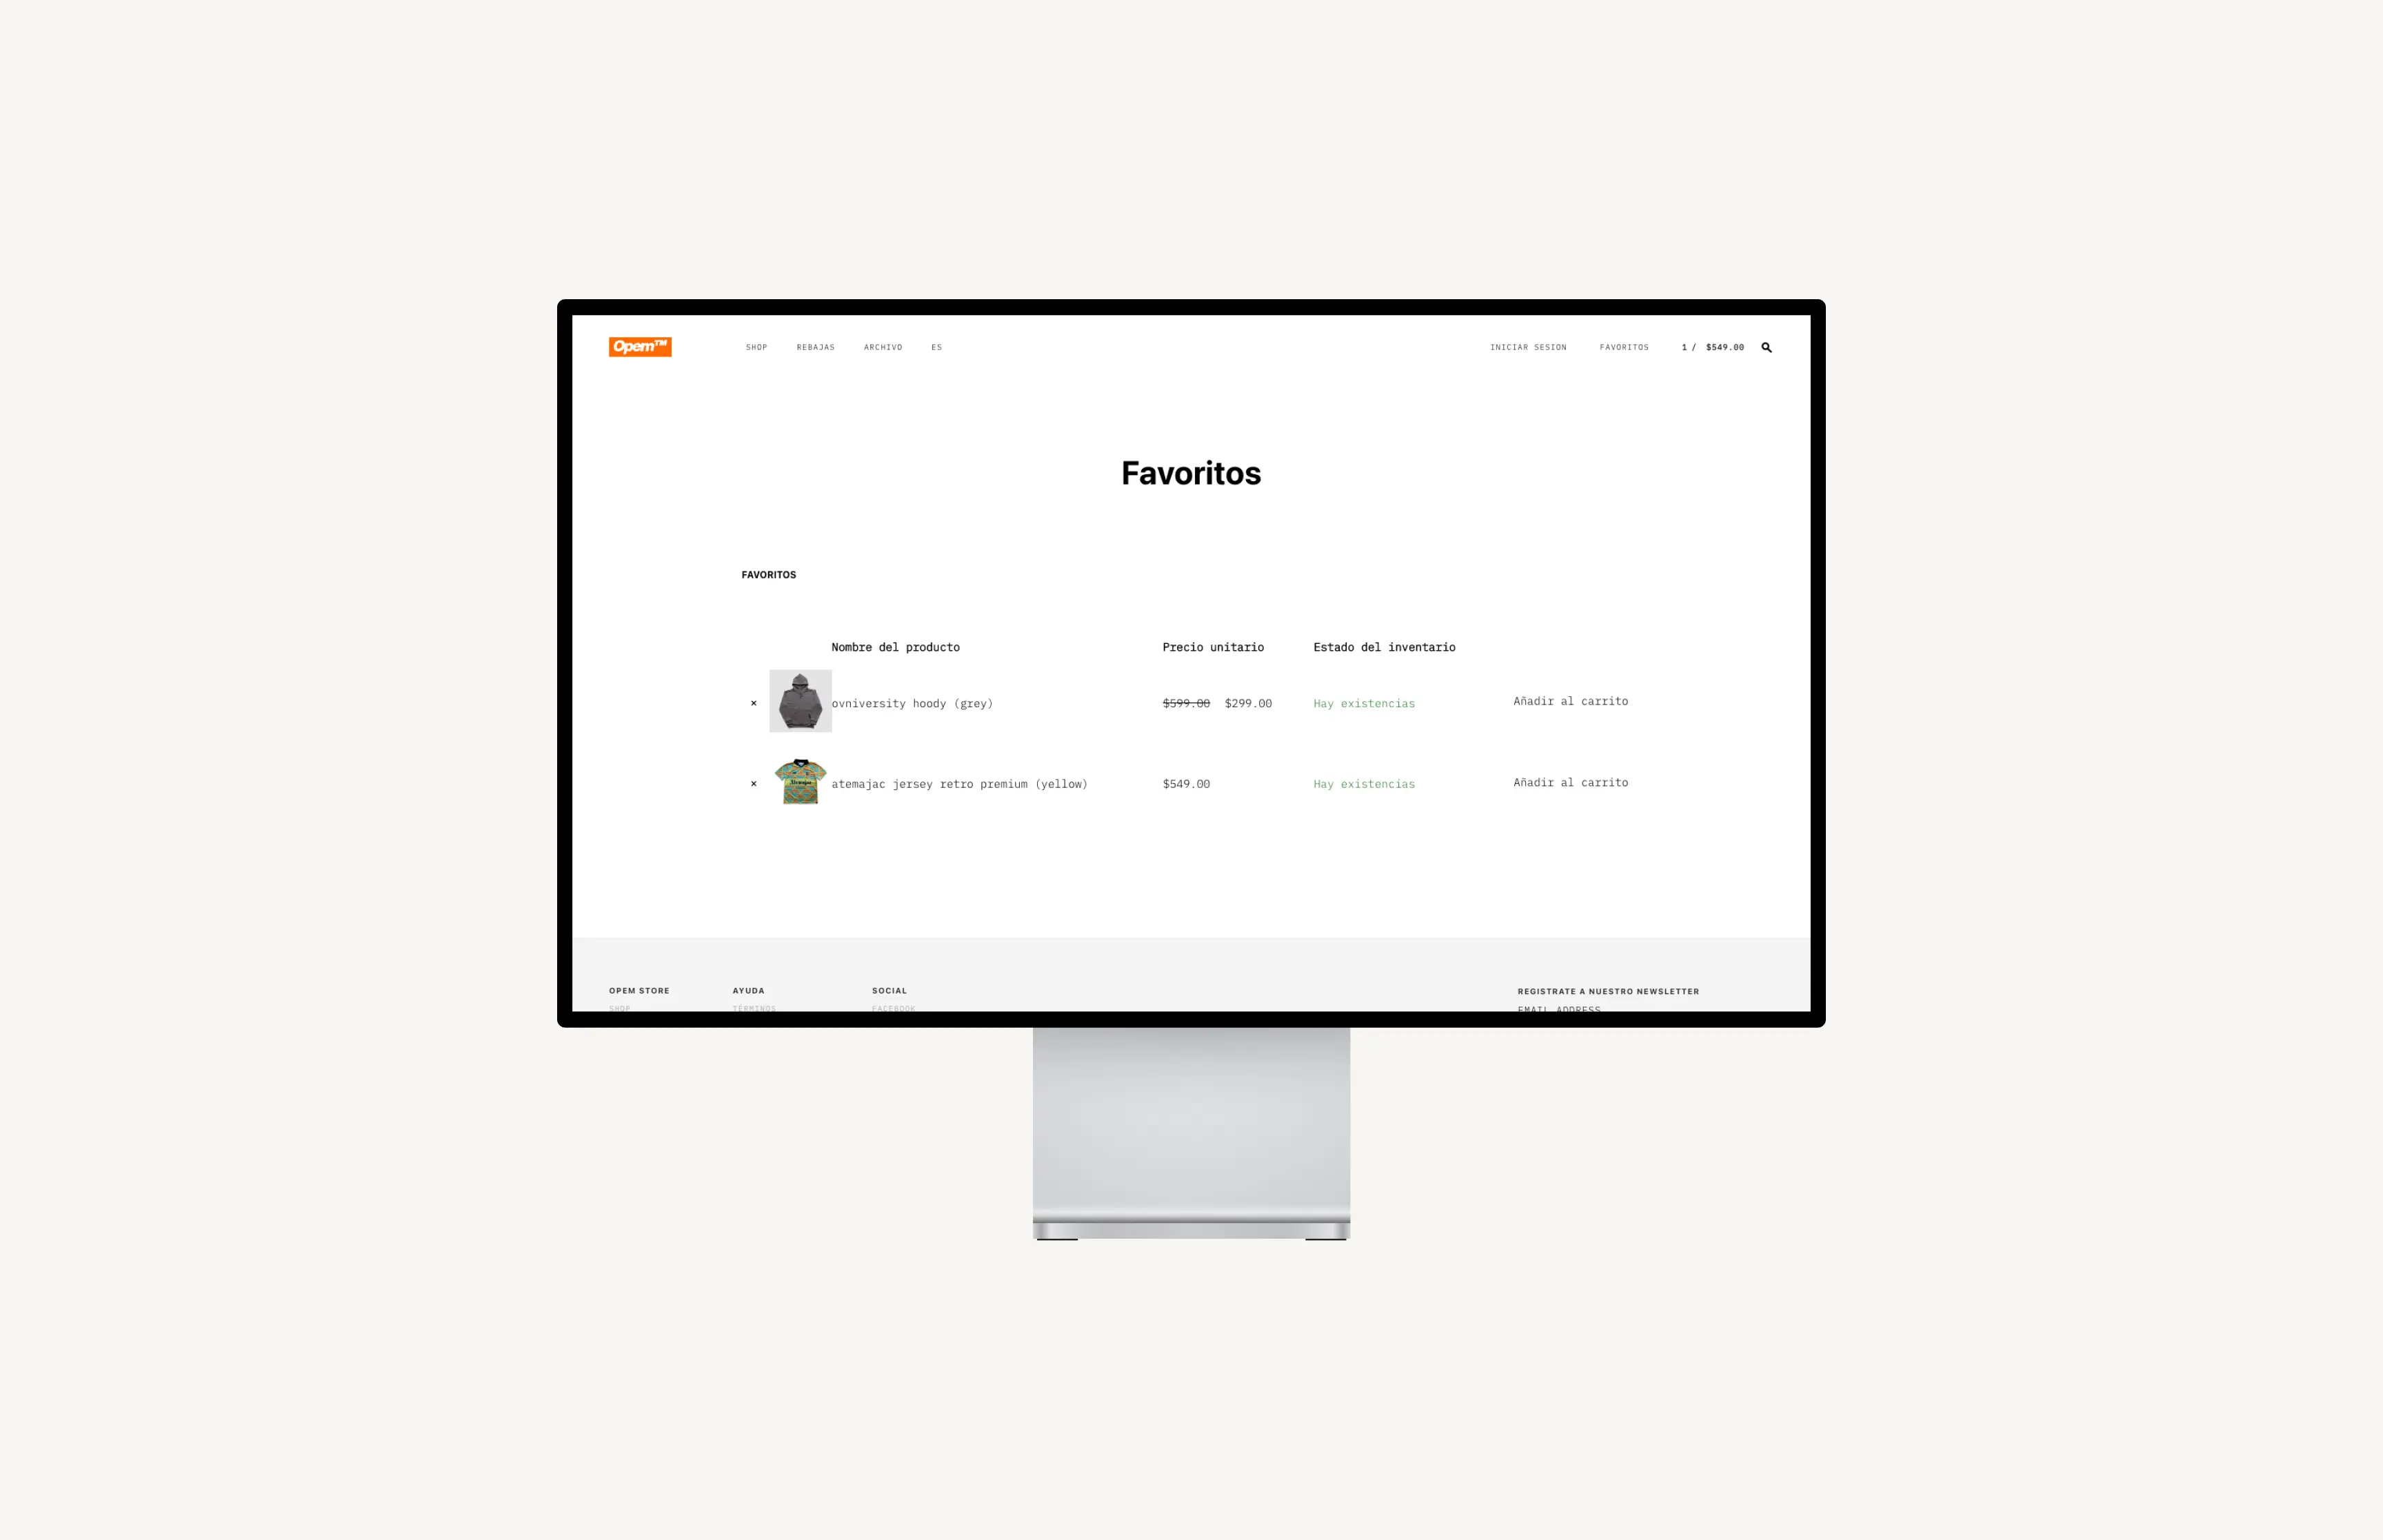 Opem™
SHOP REBAJAS ARCHIVO ES
INICIAR SESION FAVORITOS 1 / $549.00
Favoritos
FAVORITOS
Nombre del producto Precio unitario Estado del inventario
× ovniversity hoody (grey) $599.00 $299.00 Hay existencias Añadir al carrito
Atemajac
× atemajac jersey retro premium (yellow) $549.00 Hay existencias Añadir al carrito
OPEM STORE AYUDA SOCIAL REGISTRATE A NUESTRO NEWSLETTER
SHOP TÉRMINOS FACEBOOK EMAIL ADDRESS